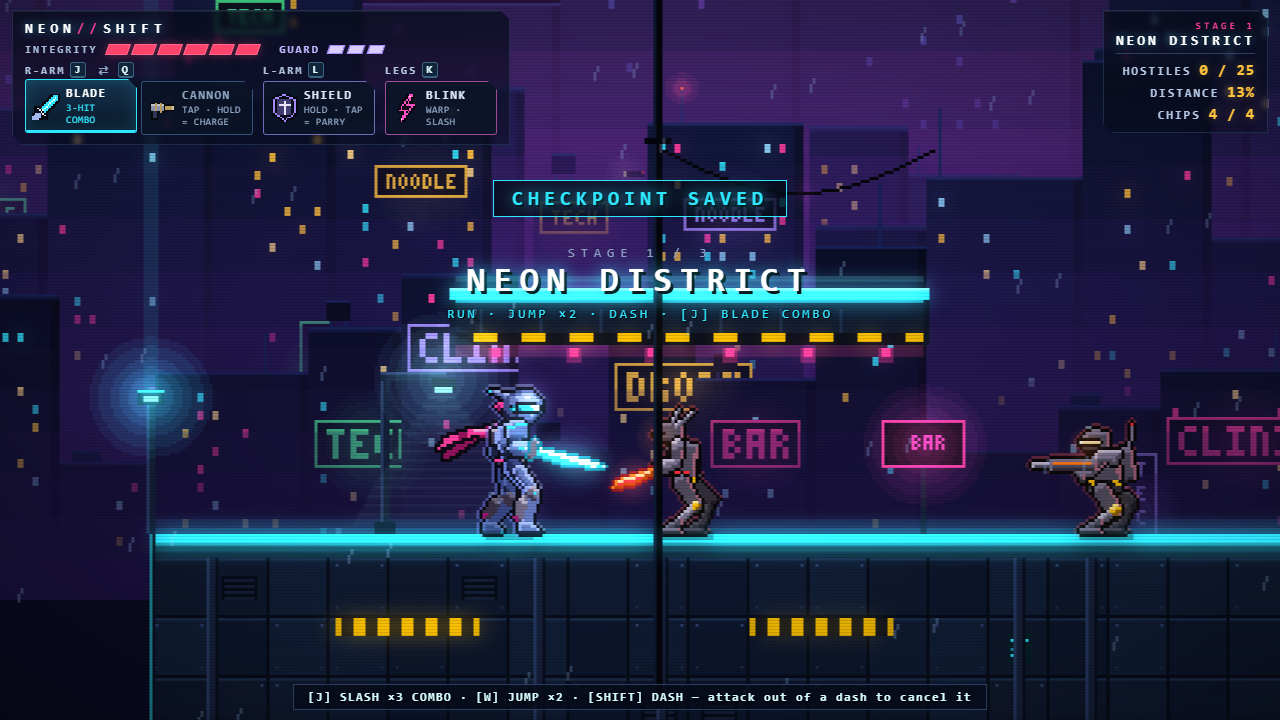 TECH
NEON//SHIFT
INTEGRITY GUARD
R-ARM J ⇄ Q L-ARM L LEGS K
BLADE
3-HIT
COMBO
CANNON
TAP · HOLD
= CHARGE
SHIELD
HOLD · TAP
= PARRY
BLINK
WARP ·
SLASH
STAGE 1
NEON DISTRICT
HOSTILES 0 / 25
DISTANCE 13%
CHIPS 4 / 4
NOODLE
CHECKPOINT SAVED
TECH
NOODLE
STAGE 1 / 3
NEON DISTRICT
RUN · JUMP ×2 · DASH · [J] BLADE COMBO
BAR
BAR
[J] SLASH ×3 COMBO · [W] JUMP ×2 · [SHIFT] DASH — attack out of a dash to cancel it